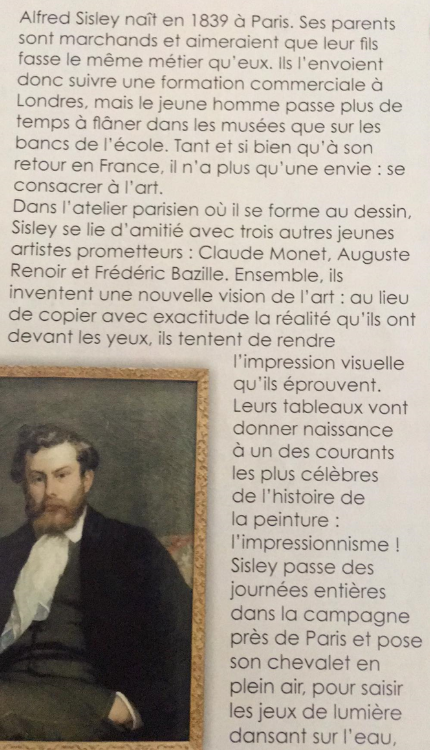 Alfred Sisley naît en 1839 à Paris. Ses parents
sont marchands et aimeraient que leur fils
fasse le même métier qu'eux. Ils l'envoient
donc suivre une formation commerciale à
Londres, mais le jeune homme passe plus de
temps à flâner dans les musées que sur les
bancs de l'école. Tant et si bien qu'à son
retour en France, il n'a plus qu'une envie : se
consacrer à l'art.
Dans l'atelier parisien où il se forme au dessin,
Sisley se lie d'amitié avec trois autres jeunes
artistes prometteurs : Claude Monet, Auguste
Renoir et Frédéric Bazille. Ensemble, ils
inventent une nouvelle vision de l'art : au lieu
de copier avec exactitude la réalité qu'ils ont
devant les yeux, ils tentent de rendre
l'impression visuelle
qu'ils éprouvent.
Leurs tableaux vont
donner naissance
à un des courants
les plus célèbres
de l'histoire de
la peinture :
l'impressionnisme !
Sisley passe des
journées entières
dans la campagne
près de Paris et pose
son chevalet en
plein air, pour saisir
les jeux de lumière
dansant sur l'eau,